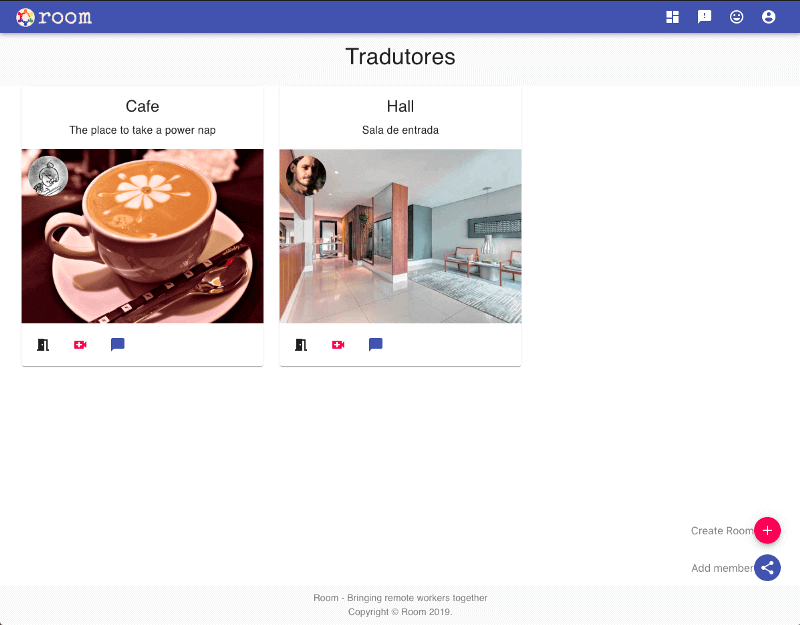 room
Tradutores
Cafe
The place to take a power nap
Hall
Sala de entrada
Create Room
Add member
Room - Bringing remote workers together
Copyright © Room 2019.